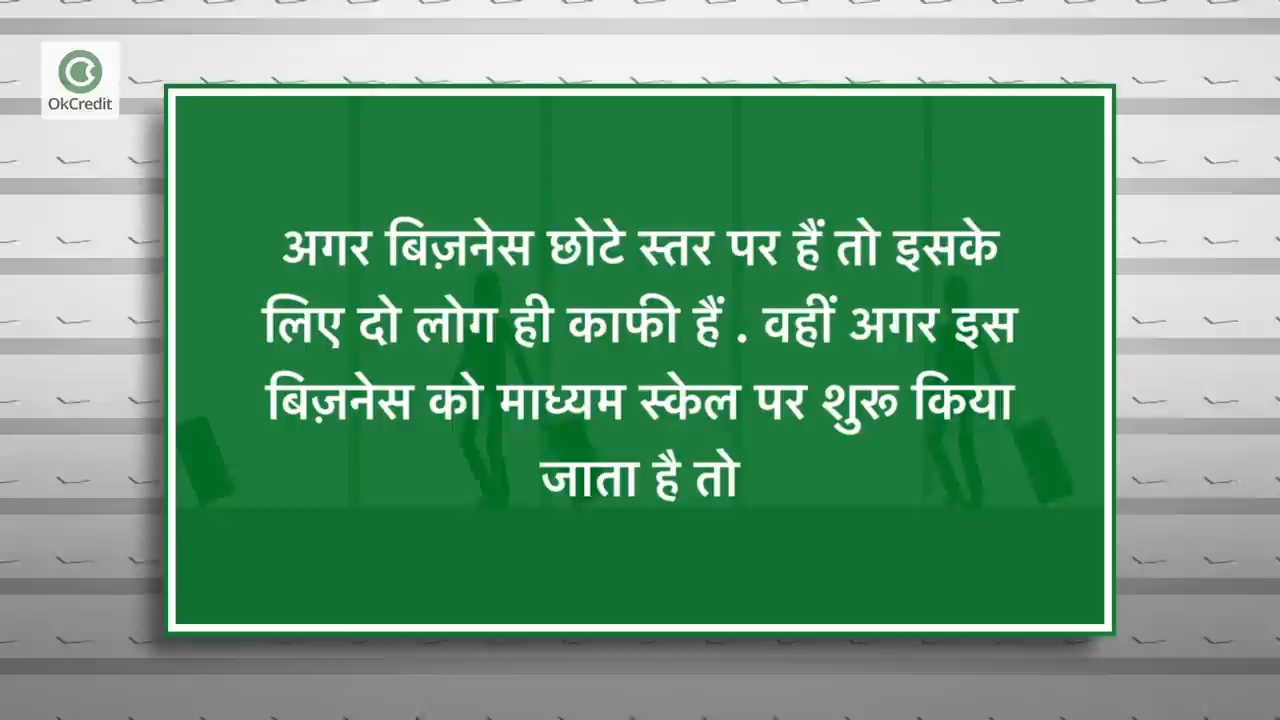 OkCredit
अगर बिज़नेस छोटे स्तर पर हैं तो इसके
लिए दो लोग ही काफी हैं . वहीं अगर इस
बिज़नेस को माध्यम स्केल पर शुरू किया
जाता है तो